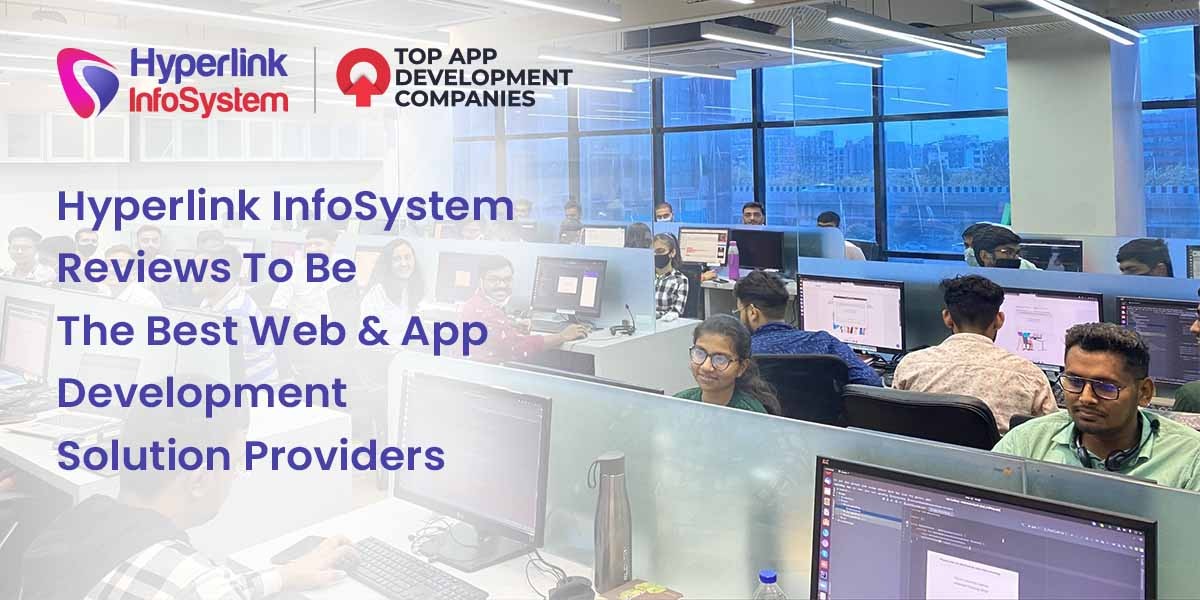 Hyperlink
InfoSystem
TOP APP
DEVELOPMENT
COMPANIES
Hyperlink InfoSystem
Reviews To Be
The Best Web & App
Development
Solution Providers